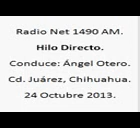 Radio Net 1490 AM.
Hilo Directo.
Conduce: Ángel Otero.
Cd. Juárez, Chihuahua.
24 Octubre 2013.